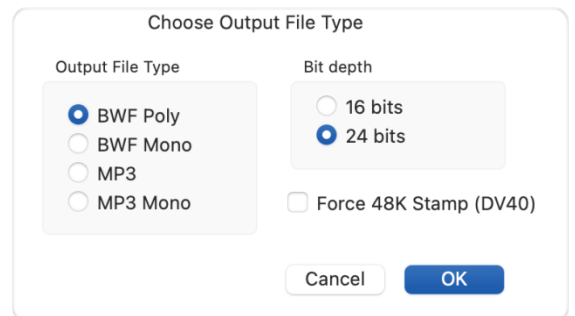 Choose Output File Type
Output File Type
BWF Poly
BWF Mono
MP3
MP3 Mono
Bit depth
16 bits
24 bits
Force 48K Stamp (DV40)
Cancel
OK